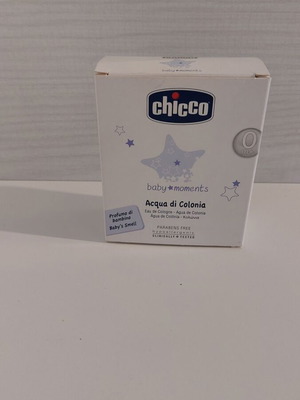 chicco
0
baby moments
Acqua di Colonia
Eau de Cologne - Agua de Colonia
Profumo di
bambino
Baby's Smell
PARABENS FREE
CLINICALLY TESTED